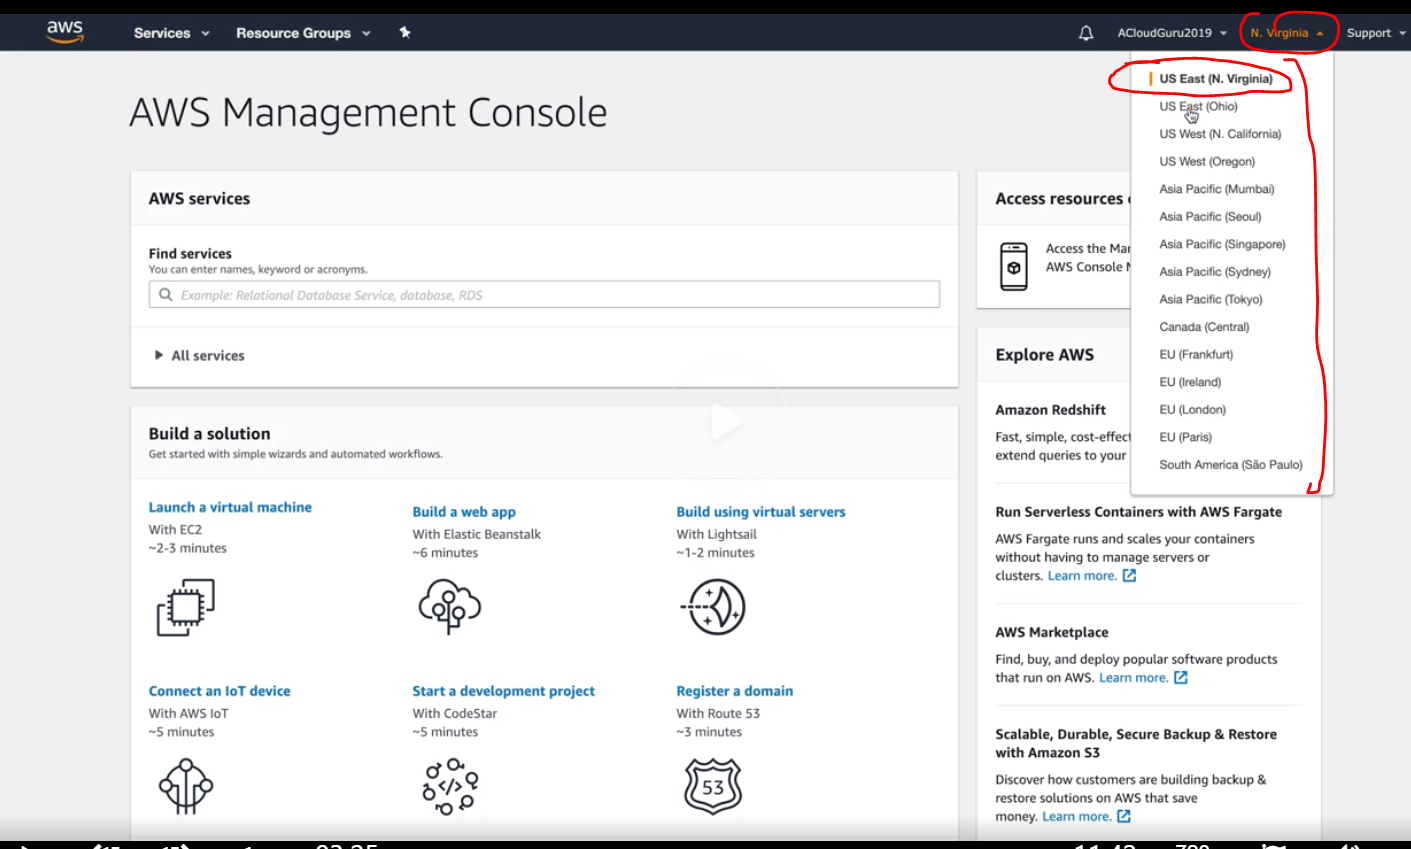 aws
Services
Resource Groups
ACloudGuru2019
N. Virginia
Support
US East (N. Virginia)
US East (Ohio)
US West (N. California)
US West (Oregon)
Asia Pacific (Mumbai)
Asia Pacific (Seoul)
Asia Pacific (Singapore)
Asia Pacific (Sydney)
Asia Pacific (Tokyo)
Canada (Central)
EU (Frankfurt)
EU (Ireland)
EU (London)
EU (Paris)
South America (São Paulo)
AWS Management Console
AWS services
Find services
You can enter names, keyword or acronyms.
Example: Relational Database Service, database, RDS
All services
Build a solution
Get started with simple wizards and automated workflows.
Launch a virtual machine
With EC2
~2-3 minutes
Build a web app
With Elastic Beanstalk
~6 minutes
Build using virtual servers
With Lightsail
~1-2 minutes
Connect an IoT device
With AWS IoT
~5 minutes
Start a development project
With CodeStar
~5 minutes
Register a domain
With Route 53
~3 minutes
53
Access resources
Access the
AWS Console
Explore AWS
Amazon Redshift
Fast, simple,
extend queries to your
Run Serverless Containers with AWS Fargate
AWS Fargate runs and scales your containers
without having to manage servers or
clusters. Learn more.
AWS Marketplace
Find, buy, and deploy popular software products
that run on AWS. Learn more.
Scalable, Durable, Secure Backup & Restore
with Amazon S3
Discover how customers are building backup &
restore solutions on AWS that save
money. Learn more.